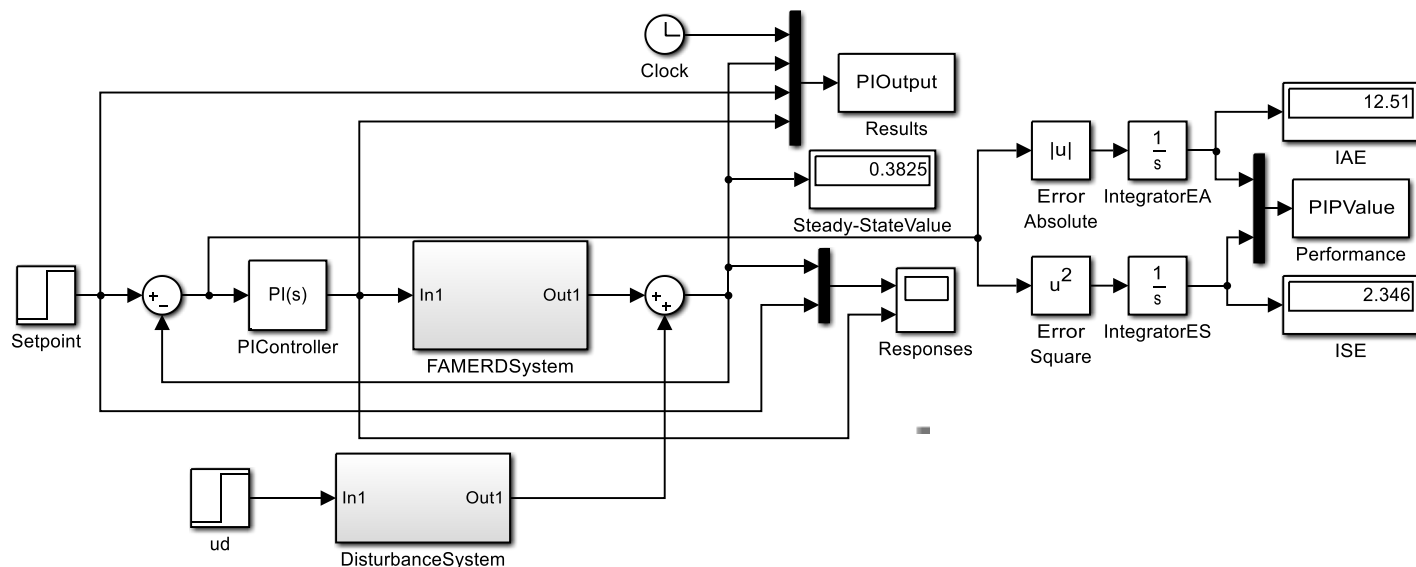 Clock
PIOutput
Results
0.3825
Steady-StateValue
|u|
Error
Absolute
1
s
IntegratorEA
12.51
IAE
PIPValue
Performance
u2
Error
Square
1
s
IntegratorES
2.346
ISE
Setpoint
+
−
PI(s)
PIController
In1
Out1
FAMERDSystem
+
+
Responses
ud
In1
Out1
DisturbanceSystem